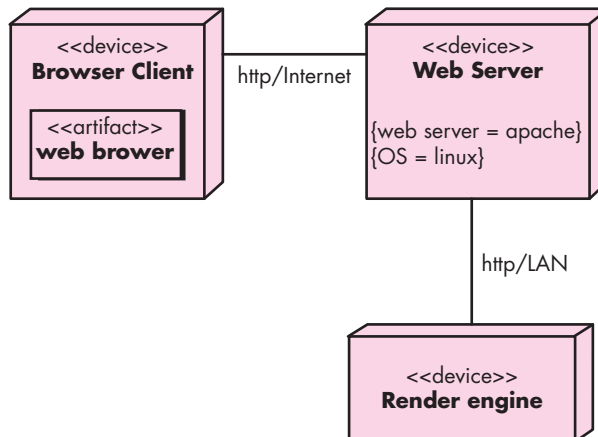 <<device>>
Browser Client
<<artifact>>
web brower
http/Internet
<<device>>
Web Server
{web server = apache}
{OS = linux}
http/LAN
<<device>>
Render engine